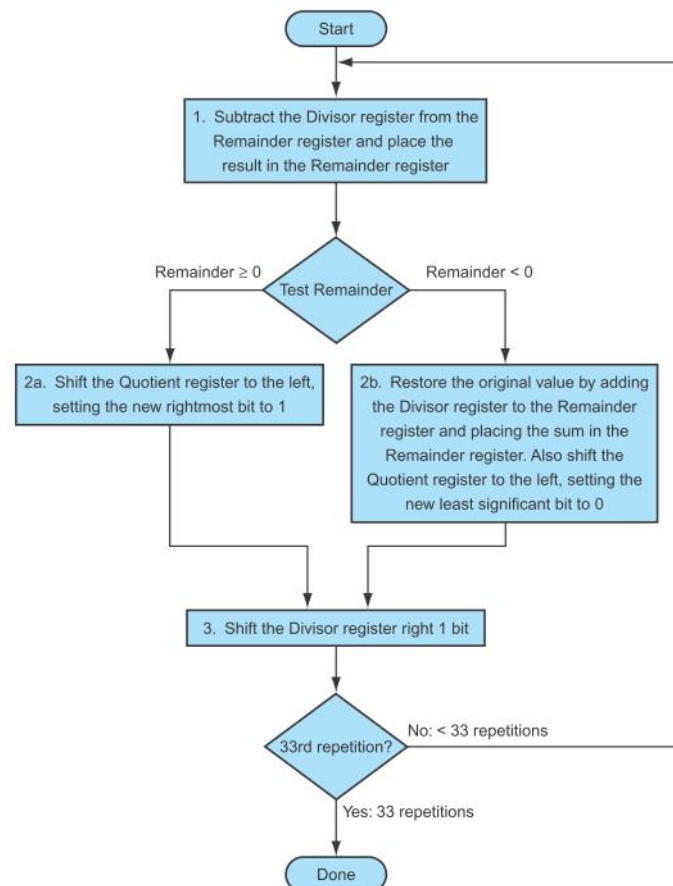 Start
1. Subtract the Divisor register from the
Remainder register and place the
result in the Remainder register
Remainder ≥ 0
Remainder < 0
Test Remainder
2a. Shift the Quotient register to the left,
setting the new rightmost bit to 1
2b. Restore the original value by adding
the Divisor register to the Remainder
register and placing the sum in the
Remainder register. Also shift the
Quotient register to the left, setting the
new least significant bit to 0
3. Shift the Divisor register right 1 bit
33rd repetition?
No: < 33 repetitions
Yes: 33 repetitions
Done